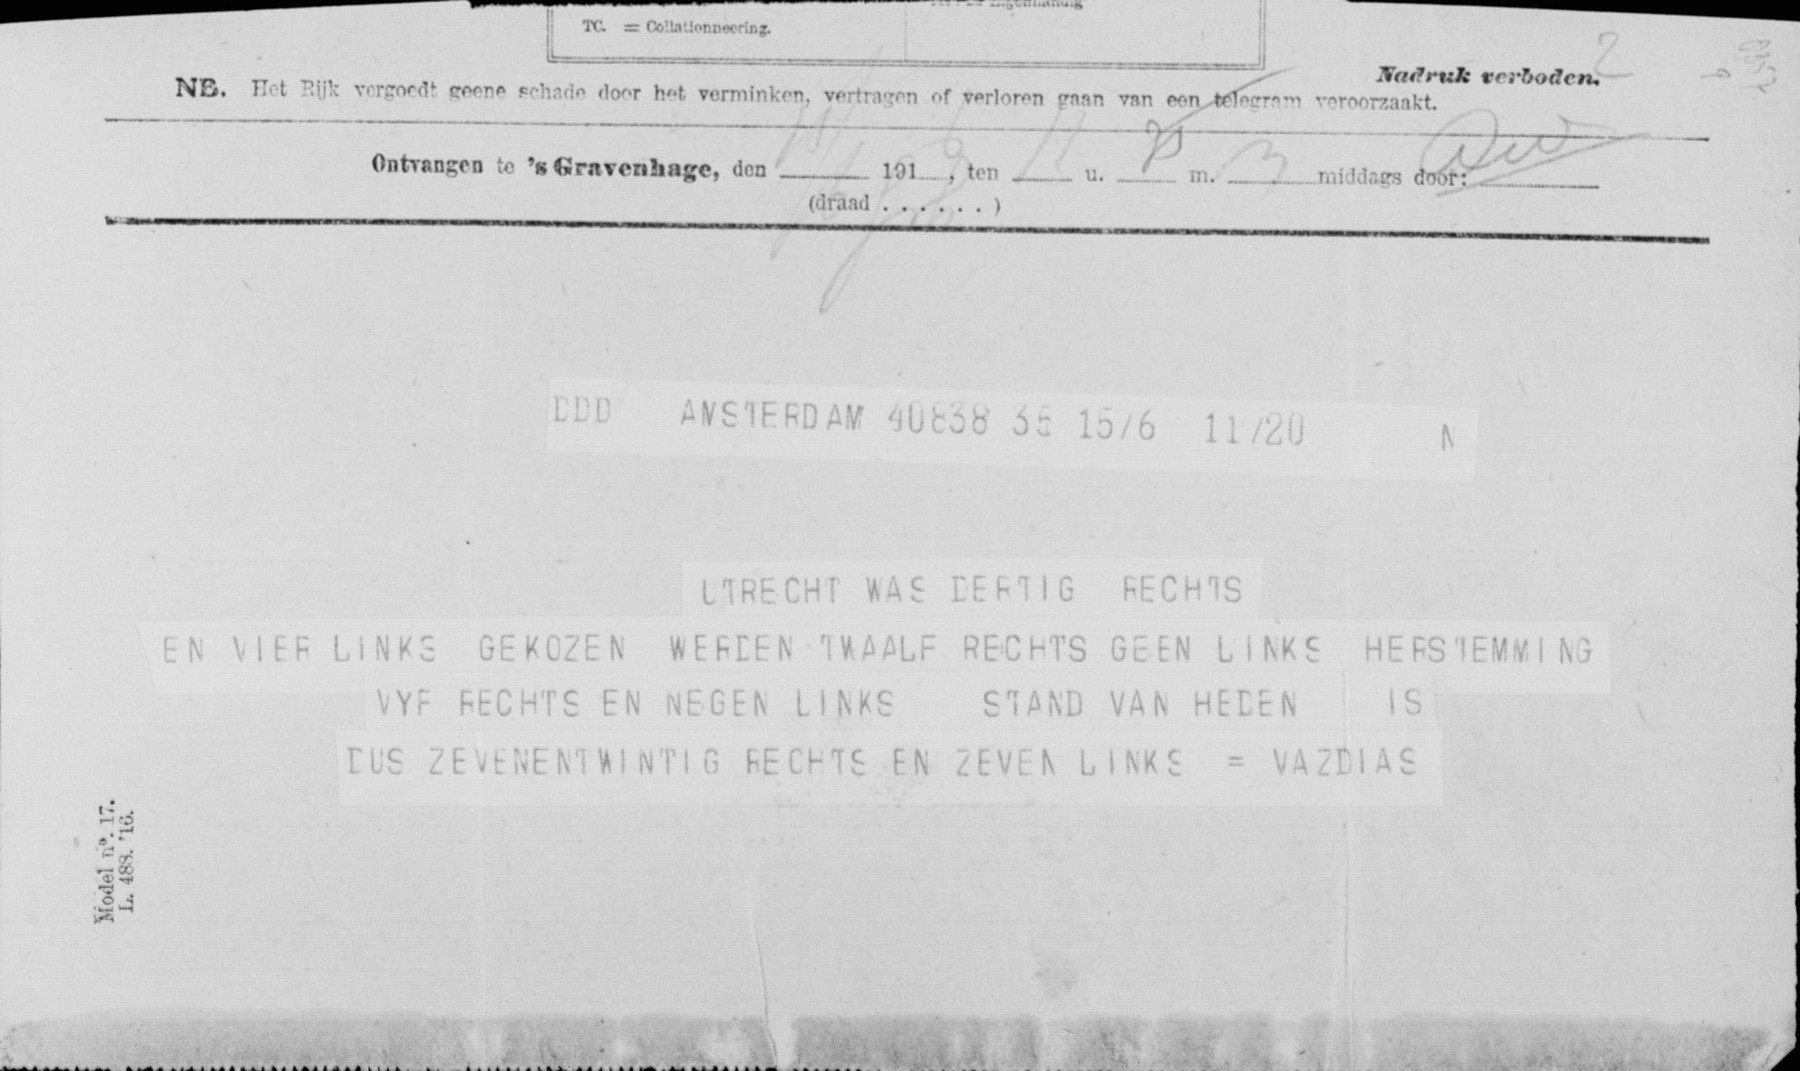 TC. = Collationneering.
Nadruk verboden. 2
NB. Het Rijk vergoedt geene schade door het verminken, vertragen of verloren gaan van een telegram veroorzaakt.
Ontvangen te 's Gravenhage, den 191 , ten 11 u. m. middags door:
(draad . . . . . . )
DDD AMSTERDAM 40838 35 15/6 11/20 N
UTRECHT WAS DERTIG RECHTS
EN VIER LINKS GEKOZEN WERDEN TWAALF RECHTS GEEN LINKS HERSTEMMING
VYF RECHTS EN NEGEN LINKS STAND VAN HEDEN IS
DUS ZEVENENTWINTIG RECHTS EN ZEVEN LINKS = VAZDIAS
Model nº. 17.
L. 488. '16.